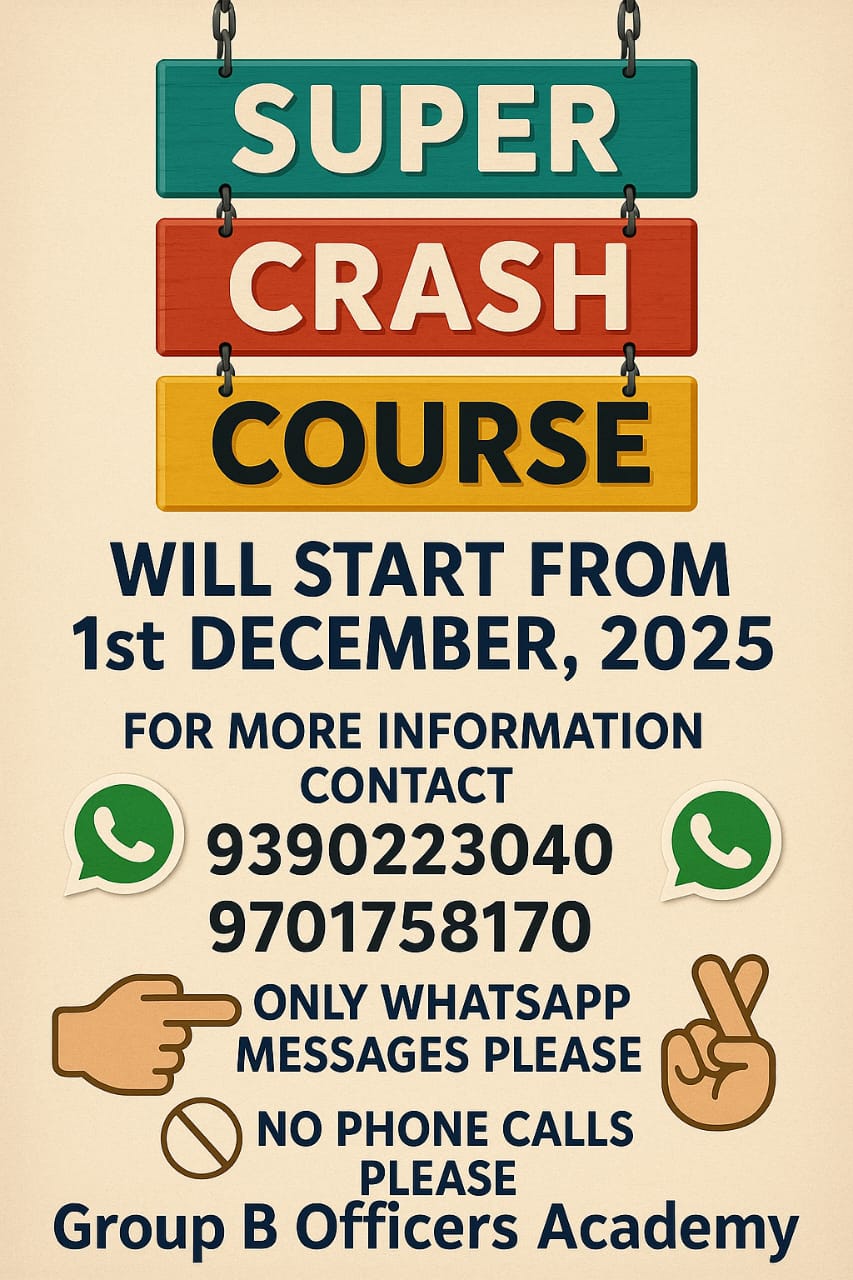 SUPER
CRASH
COURSE
WILL START FROM
1st DECEMBER, 2025
FOR MORE INFORMATION
CONTACT
9390223040
9701758170
ONLY WHATSAPP
MESSAGES PLEASE
NO PHONE CALLS
PLEASE
Group B Officers Academy